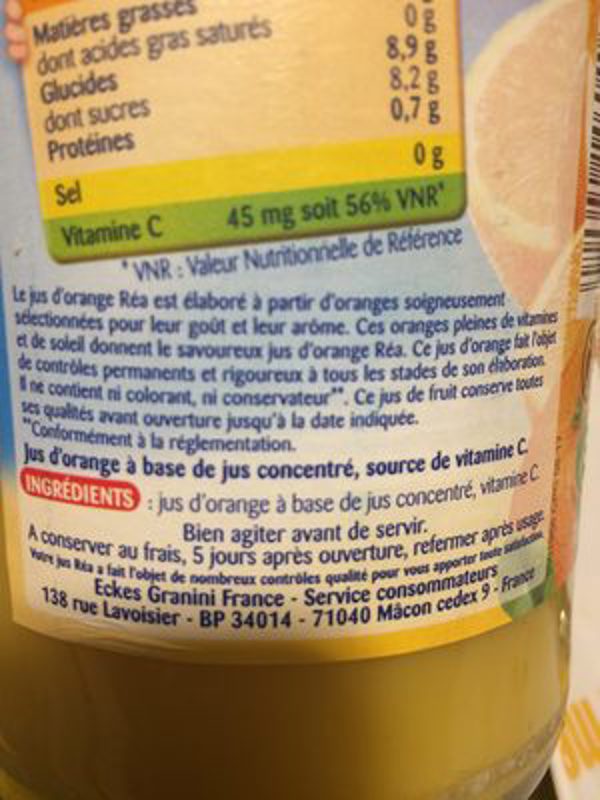 Matières grasses 0 g
dont acides gras saturés
Glucides 8,9 g
dont sucres 8,2 g
Protéines 0,7 g
Sel 0 g
Vitamine C 45 mg soit 56% VNR*
* VNR : Valeur Nutritionnelle de Référence
Le jus d'orange Réa est élaboré à partir d'oranges soigneusement
sélectionnées pour leur goût et leur arôme. Ces oranges pleines de vitamines
et de soleil donnent le savoureux jus d'orange Réa. Ce jus d'orange fait l'objet
de contrôles permanents et rigoureux à tous les stades de son élaboration.
Il ne contient ni colorant, ni conservateur**. Ce jus de fruit conserve toutes
ses qualités avant ouverture jusqu'à la date indiquée.
**Conformément à la réglementation.
Jus d'orange à base de jus concentré, source de vitamine C.
INGRÉDIENTS : jus d'orange à base de jus concentré, vitamine C
Bien agiter avant de servir.
A conserver au frais, 5 jours après ouverture, refermer après usage.
Votre jus Réa a fait l'objet de nombreux contrôles qualité pour vous apporter toute satisfaction.
Eckes Granini France - Service consommateurs
138 rue Lavoisier - BP 34014 - 71040 Mâcon cedex 9 - France